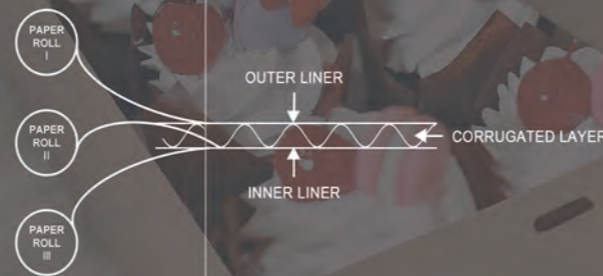 PAPER
ROLL
I
OUTER LINER
PAPER
ROLL
II
CORRUGATED LAYER
INNER LINER
PAPER
ROLL
III